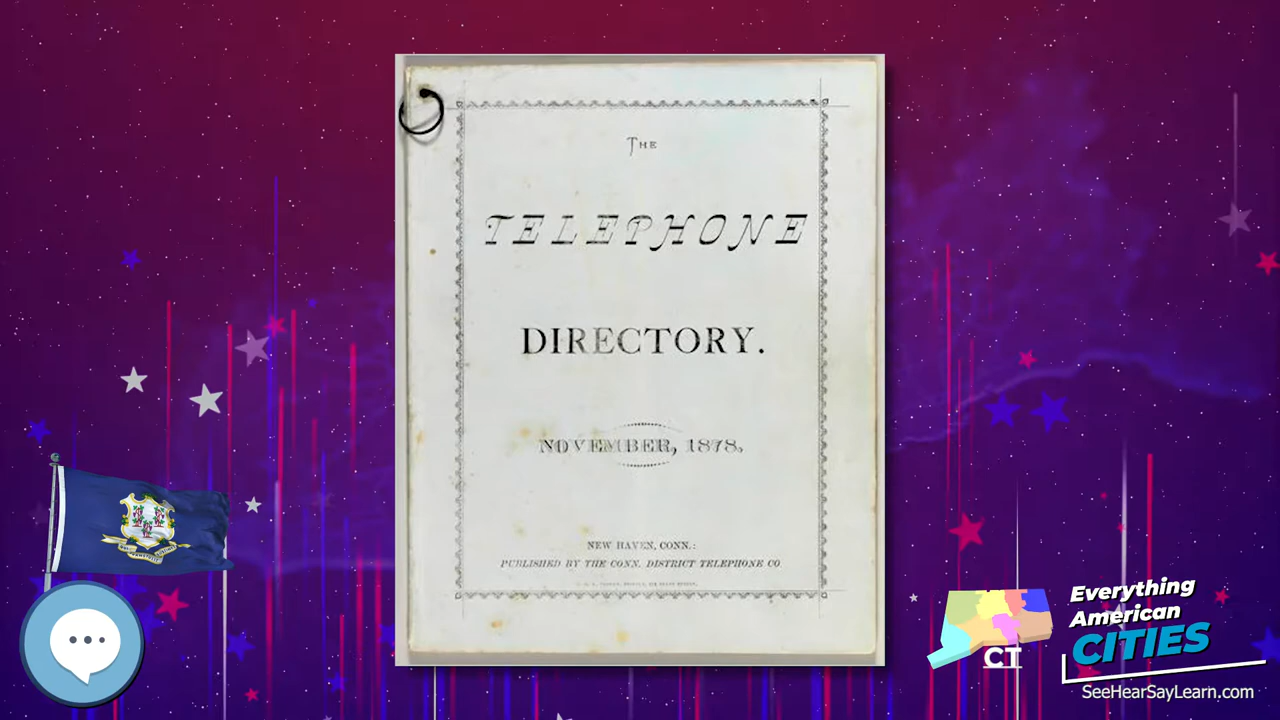 THE
TELEPHONE
DIRECTORY.
NOVEMBER, 1878.
NEW HAVEN, CONN.:
PUBLISHED BY THE CONN. DISTRICT TELEPHONE CO
CT
Everything
American
CITIES
SeeHearSayLearn.com